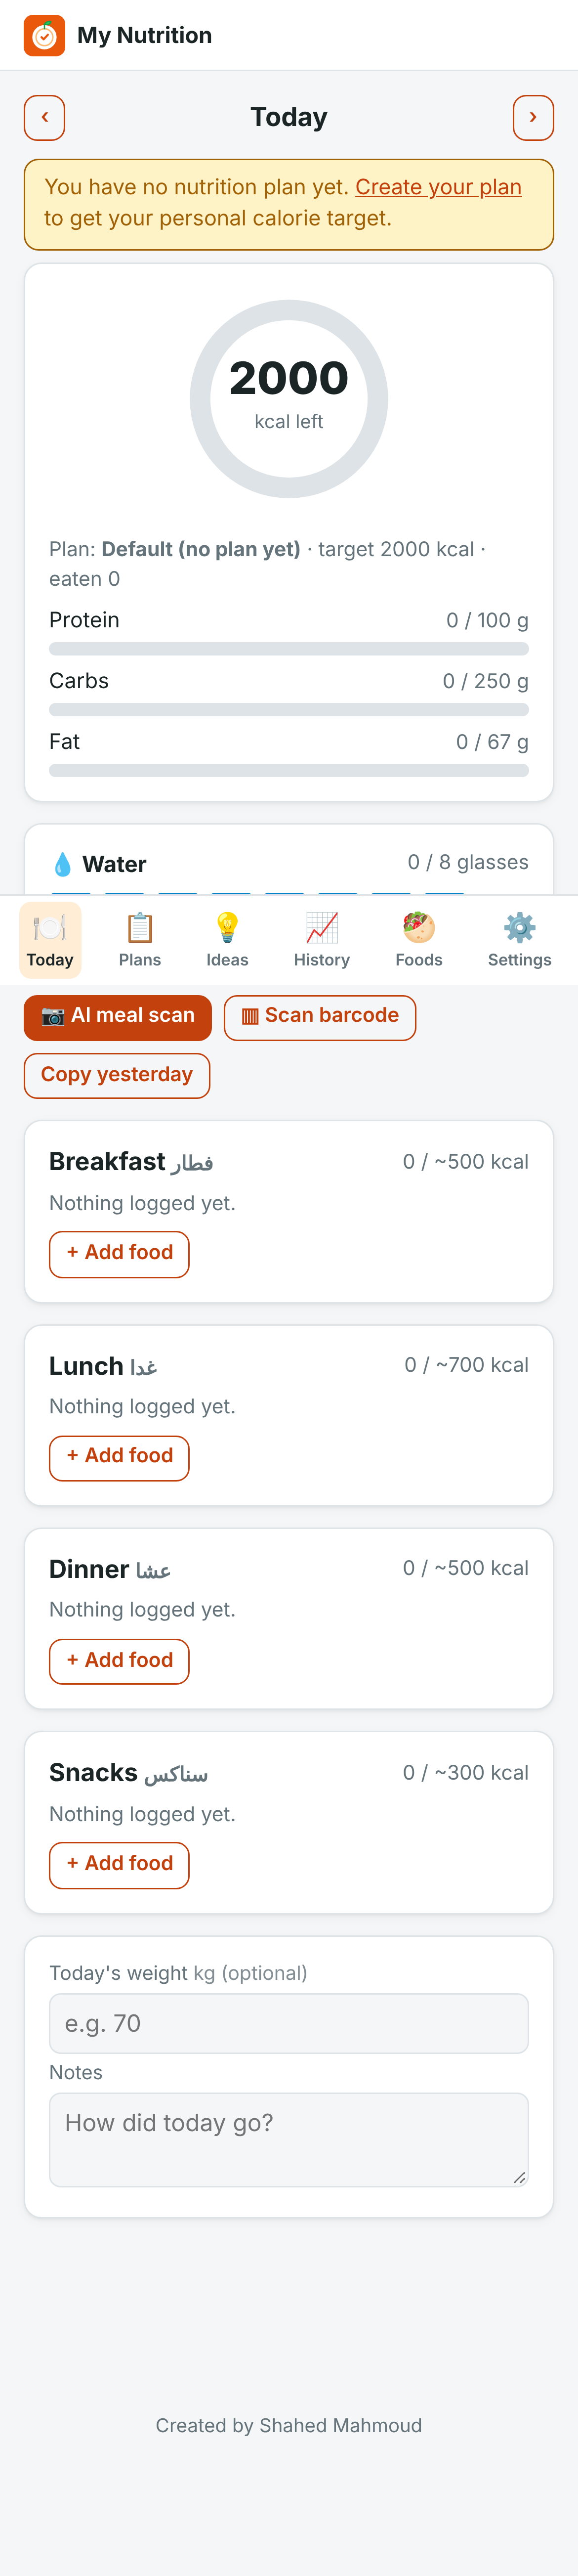 My Nutrition
‹ Today ›
You have no nutrition plan yet. Create your plan
to get your personal calorie target.
2000
kcal left
Plan: Default (no plan yet) · target 2000 kcal ·
eaten 0
Protein 0 / 100 g
Carbs 0 / 250 g
Fat 0 / 67 g
Water 0 / 8 glasses
Today Plans Ideas History Foods Settings
AI meal scan Scan barcode
Copy yesterday
Breakfast فطار 0 / ~500 kcal
Nothing logged yet.
+ Add food
Lunch غدا 0 / ~700 kcal
Nothing logged yet.
+ Add food
Dinner عشا 0 / ~500 kcal
Nothing logged yet.
+ Add food
Snacks سناكس 0 / ~300 kcal
Nothing logged yet.
+ Add food
Today's weight kg (optional)
e.g. 70
Notes
How did today go?
Created by Shahed Mahmoud